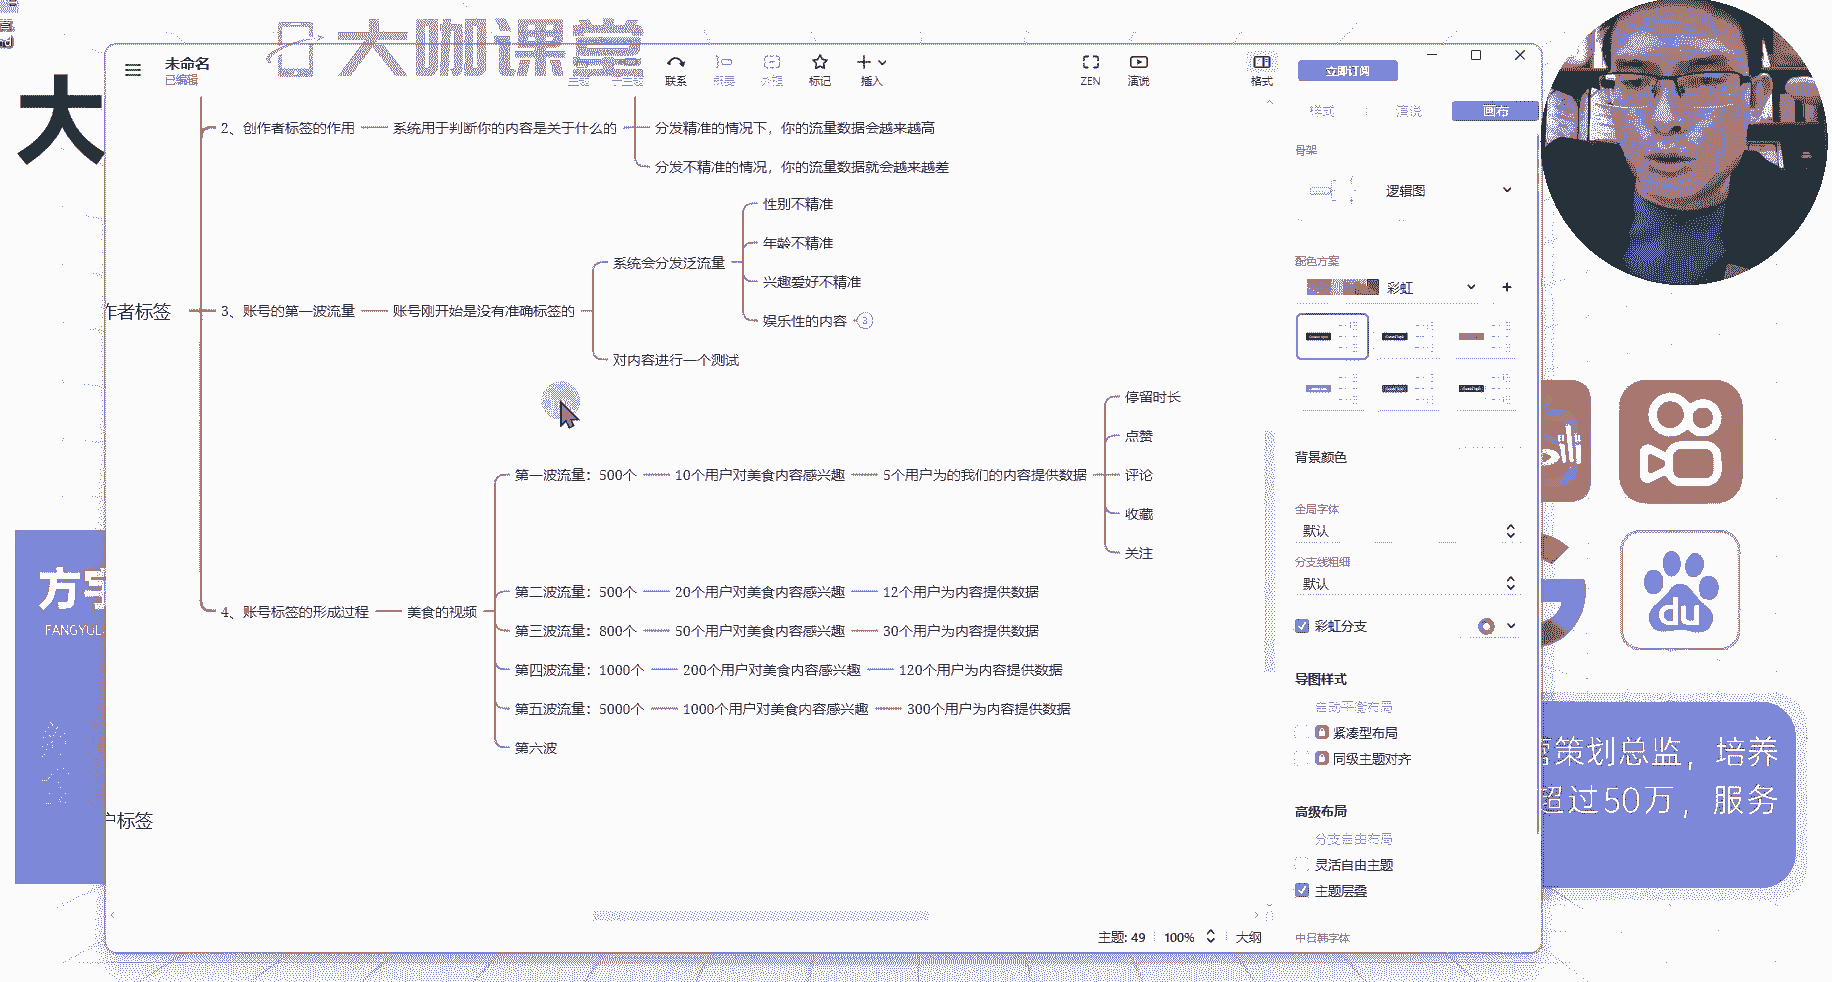 大咖课堂
大
未命名
已编辑
主题
子主题
联系
概要
外框
标记
插入
ZEN
演说
格式
立即订阅
样式
演说
画布
2、创作者标签的作用
系统用于判断你的内容是关于什么的
分发精准的情况下，你的流量数据会越来越高
分发不精准的情况，你的流量数据就会越来越差
作者标签
3、账号的第一波流量
账号刚开始是没有准确标签的
系统会分发泛流量
性别不精准
年龄不精准
兴趣爱好不精准
娱乐性的内容
3
对内容进行一个测试
4、账号标签的形成过程
美食的视频
第一波流量：500个
10个用户对美食内容感兴趣
5个用户为的我们的内容提供数据
停留时长
点赞
评论
收藏
关注
第二波流量：500个
20个用户对美食内容感兴趣
12个用户为内容提供数据
第三波流量：800个
50个用户对美食内容感兴趣
30个用户为内容提供数据
第四波流量：1000个
200个用户对美食内容感兴趣
120个用户为内容提供数据
第五波流量：5000个
1000个用户对美食内容感兴趣
300个用户为内容提供数据
第六波
户标签
骨架
逻辑图
配色方案
彩虹
背景颜色
全局字体
默认
分支线粗细
默认
彩虹分支
导图样式
自动平衡布局
紧凑型布局
同级主题对齐
高级布局
分支自由布局
灵活自由主题
主题层叠
中日韩字体
主题: 49
100%
大纲
方宇
FANGYU
du
策划总监，培养
超过50万，服务